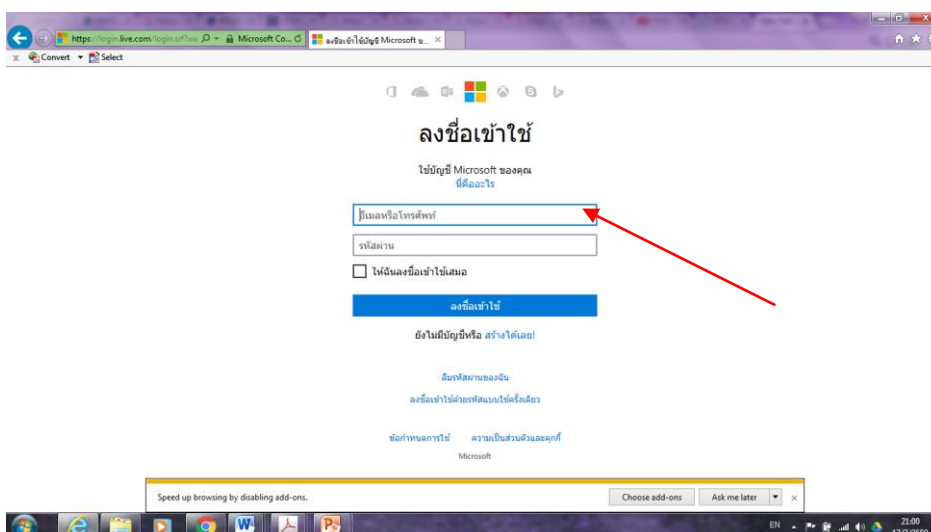 https://login.live.com/login.srf?wa
Microsoft Co...
ลงชื่อเข้าใช้บัญชี Microsoft ข...
x Convert Select
ลงชื่อเข้าใช้
ใช้บัญชี Microsoft ของคุณ
นี่คืออะไร
อีเมลหรือโทรศัพท์
รหัสผ่าน
ให้ฉันลงชื่อเข้าใช้เสมอ
ลงชื่อเข้าใช้
ยังไม่มีบัญชีหรือ สร้างได้เลย!
ลืมรหัสผ่านของฉัน
ลงชื่อเข้าใช้ด้วยรหัสแบบใช้ครั้งเดียว
ข้อกำหนดการใช้ ความเป็นส่วนตัวและคุกกี้
Microsoft
Speed up browsing by disabling add-ons.
Choose add-ons
Ask me later
EN
21:00